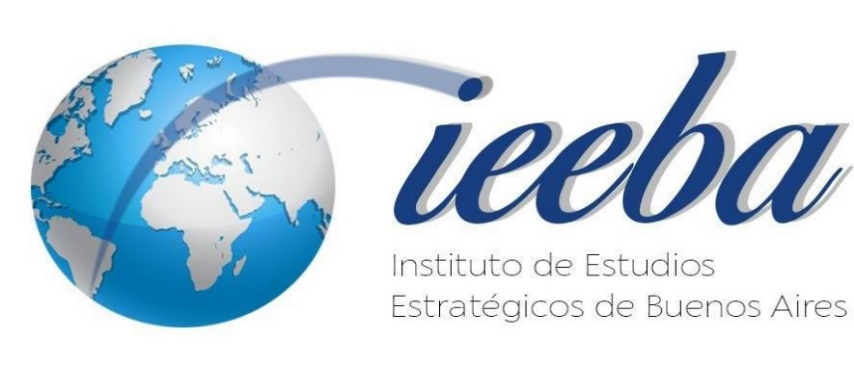 ieeba
Instituto de Estudios
Estratégicos de Buenos Aires